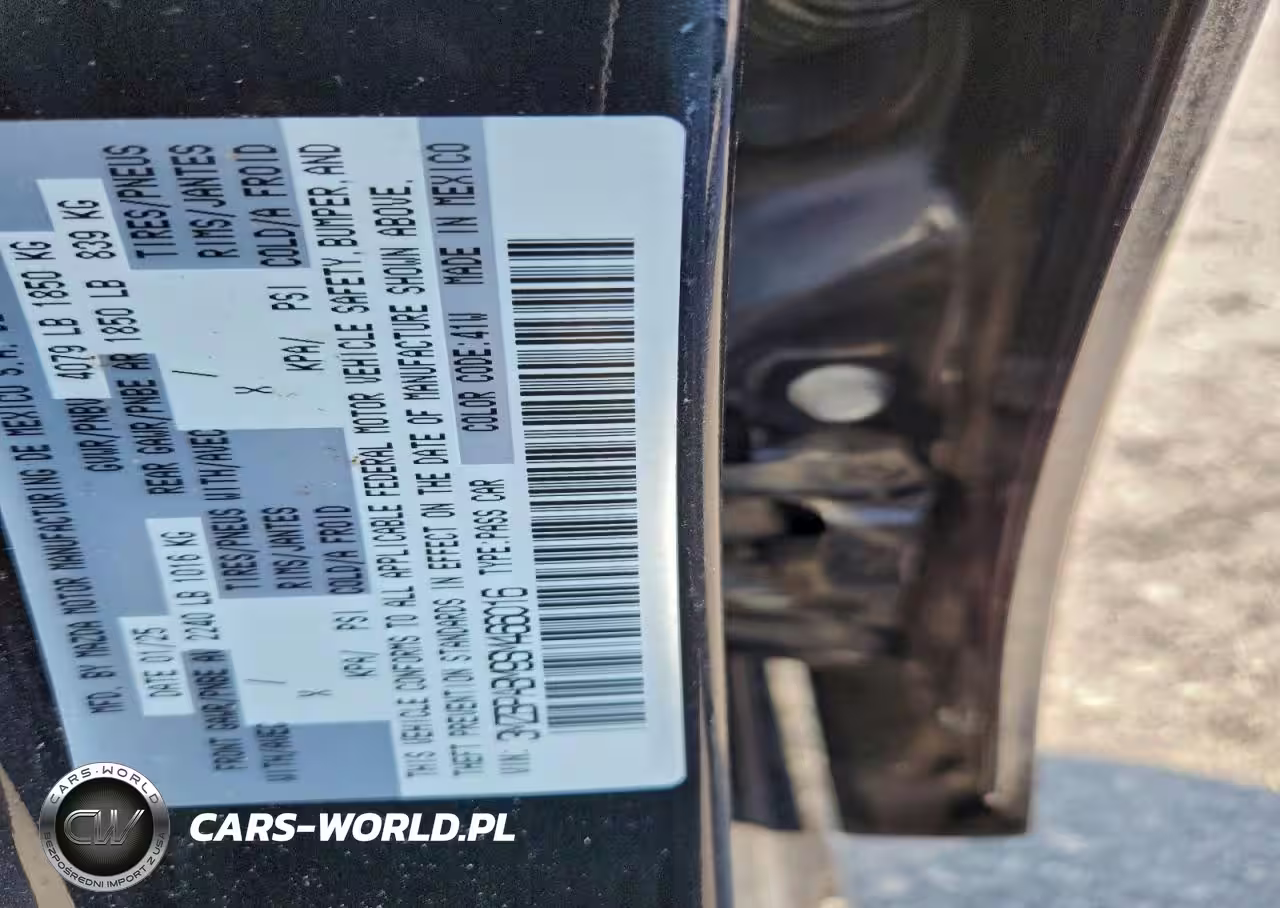 MFD. BY MAZDA MOTOR MANUFACTURING DE MEXICO S.A.
DATE 01/25
GVWR/PNBV 4079 LB 1850 KG
FRONT GAWR/PNBE AV 2240 LB 1016 KG
REAR GAWR/PNBE AR 1850 LB 839 KG
WITH/AVEC
TIRES/PNEUS
RIMS/JANTES
COLD/A FROID
/
X
KPA/ PSI
WITH/AVEC
TIRES/PNEUS
RIMS/JANTES
COLD/A FROID
/
X
KPA/ PSI
THIS VEHICLE CONFORMS TO ALL APPLICABLE FEDERAL MOTOR VEHICLE SAFETY, BUMPER, AND
THEFT PREVENTION STANDARDS IN EFFECT ON THE DATE OF MANUFACTURE SHOWN ABOVE.
VIN: TYPE:PASS CAR
COLOR CODE:41W MADE IN MEXICO
CARS-WORLD
CW
BEZPOŚREDNI IMPORT Z USA
CARS-WORLD.PL